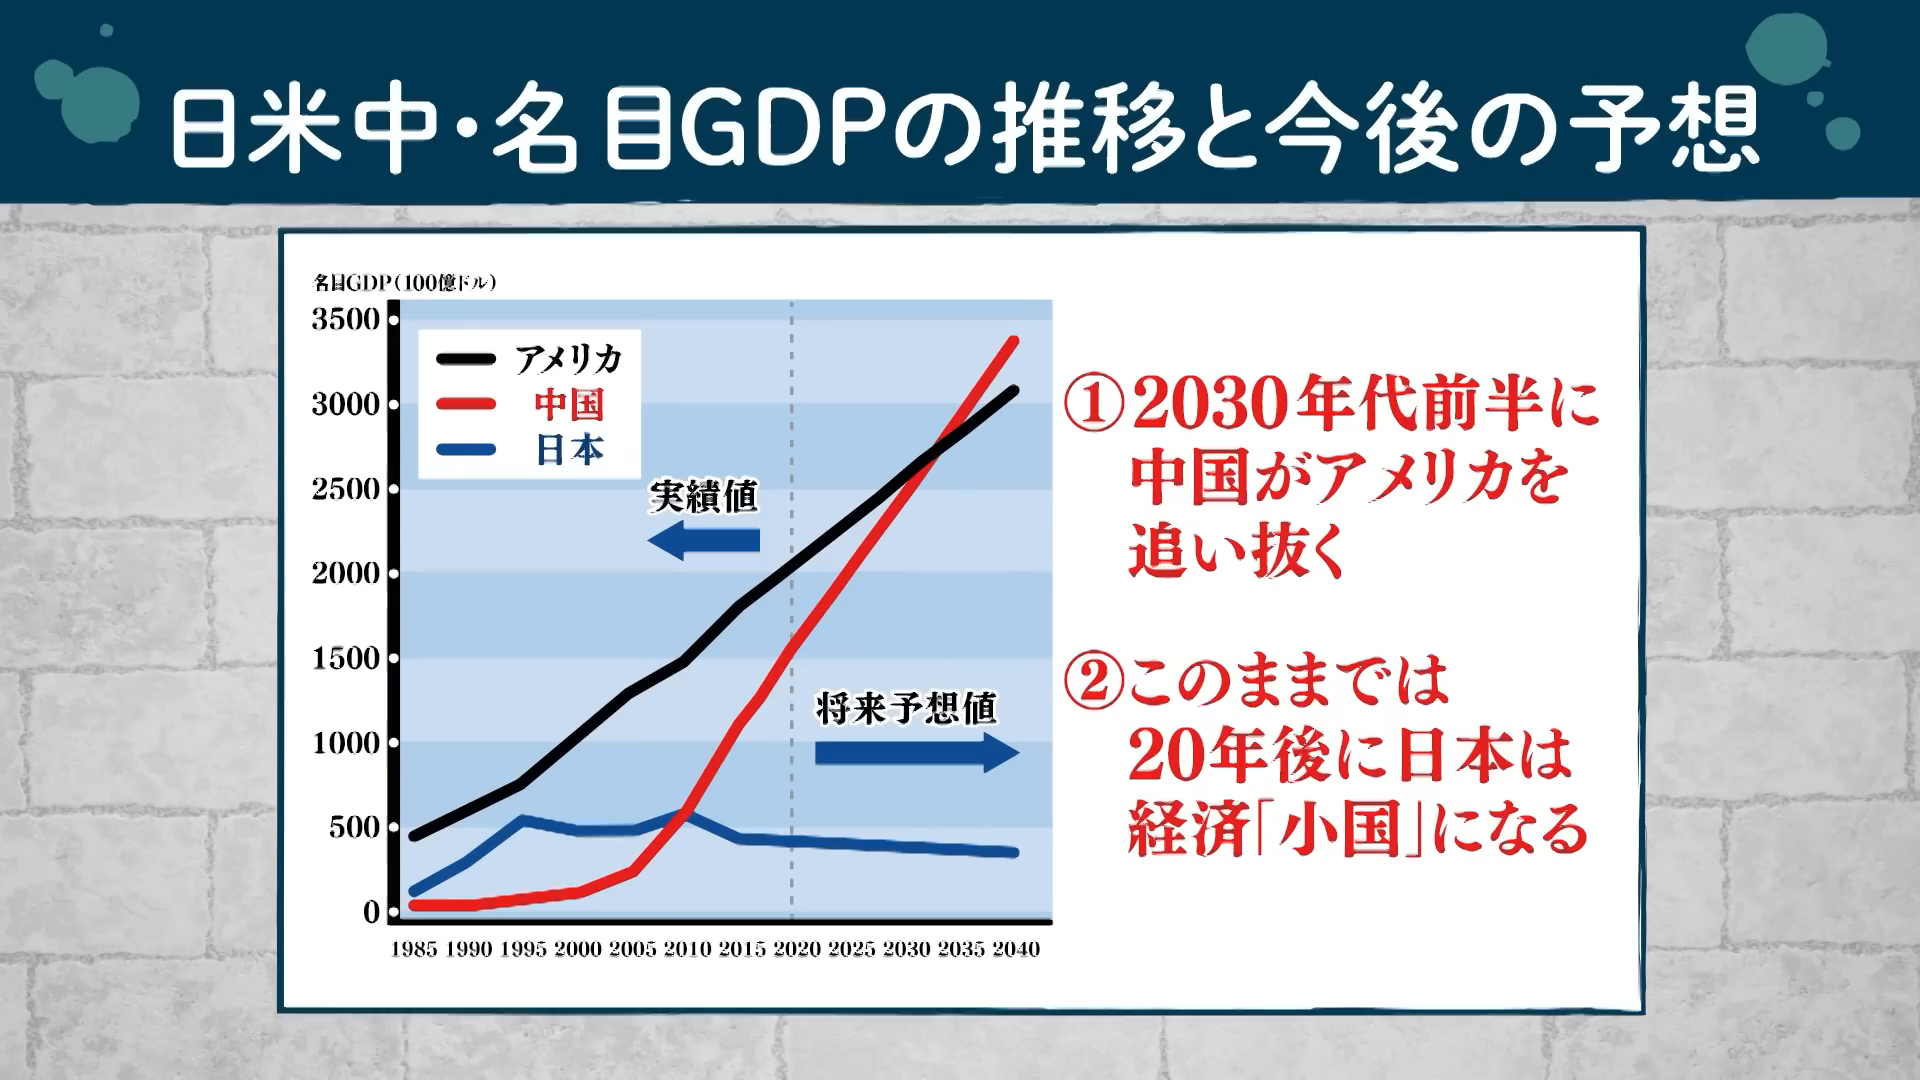 日米中・名目GDPの推移と今後の予想
名目GDP(100億ドル)
3500
3000
2500
2000
1500
1000
500
0
アメリカ
中国
日本
実績値
将来予想値
1985 1990 1995 2000 2005 2010 2015 2020 2025 2030 2035 2040
①2030年代前半に
中国がアメリカを
追い抜く
②このままでは
20年後に日本は
経済「小国」になる